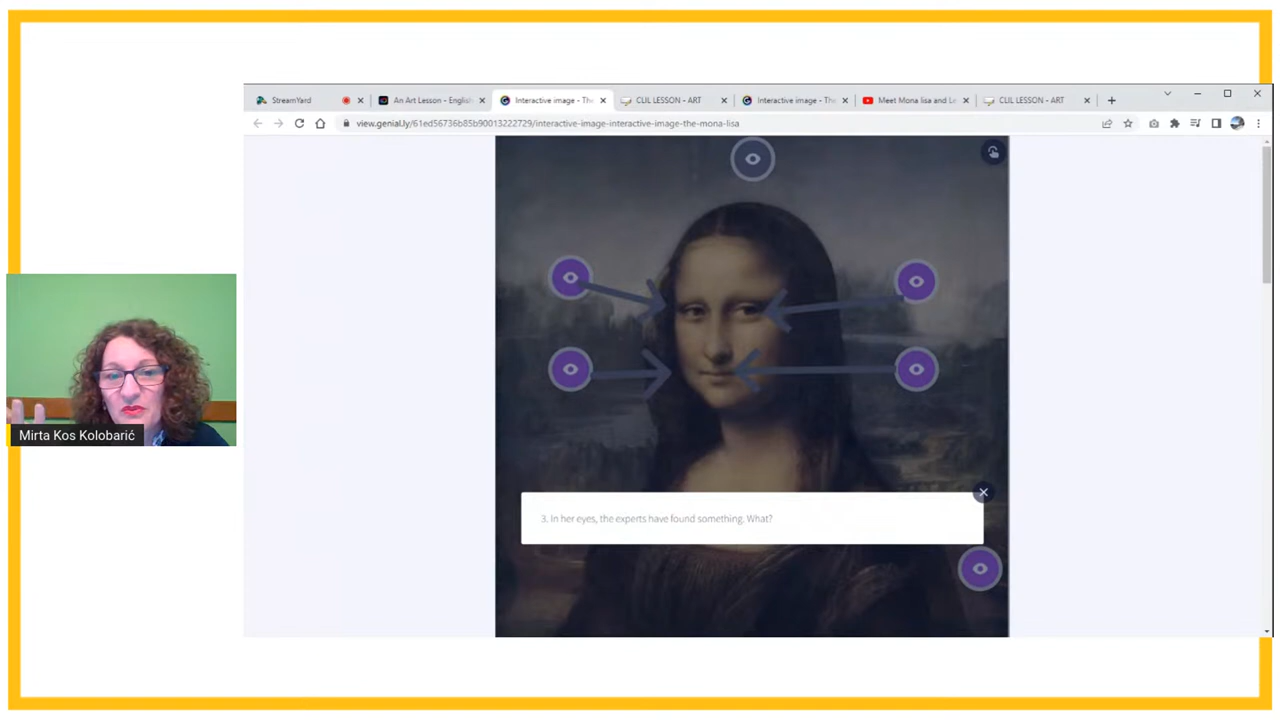 StreamYard
An Art Lesson - English
Interactive image - The
CLIL LESSON - ART
Interactive image - The
Meet Mona lisa and Le
CLIL LESSON - ART
view.genial.ly/61ed56736b85b90013222729/interactive-image-interactive-image-the-mona-lisa
3. In her eyes, the experts have found something. What?
Mirta Kos Kolobarić